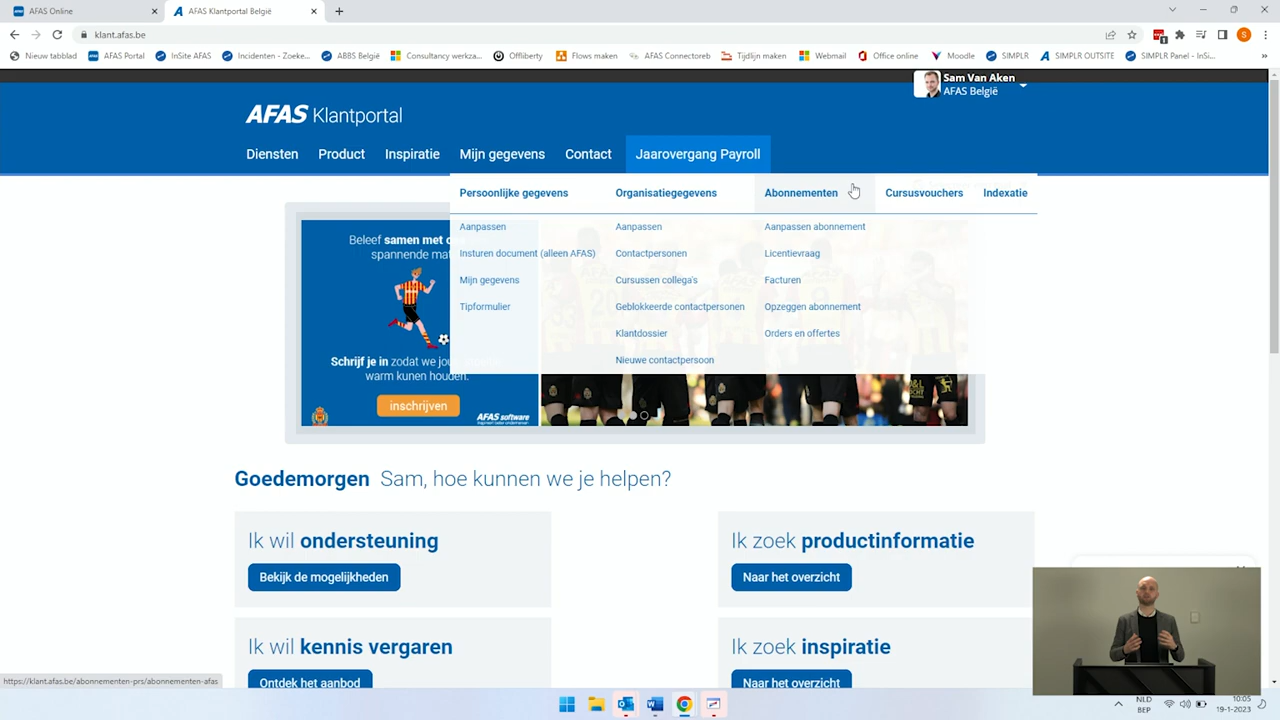 AFAS Online
AFAS Klantportal België
klant.afas.be
Nieuw tabblad
AFAS Portal
InSite AFAS
Incidenten - Zoeke...
ABBS België
Consultancy werkza...
Offliberty
Flows maken
AFAS Connectoreb
Tijdlijn maken
Webmail
Office online
Moodle
SIMPLR
SIMPLR OUTSITE
SIMPLR Panel - InSi...
Sam Van Aken
AFAS België
AFAS Klantportal
Diensten
Product
Inspiratie
Mijn gegevens
Contact
Jaarovergang Payroll
Persoonlijke gegevens
Organisatiegegevens
Abonnementen
Cursusvouchers
Indexatie
Aanpassen
Insturen document (alleen AFAS)
Mijn gegevens
Tipformulier
Aanpassen
Contactpersonen
Cursussen collega's
Geblokkeerde contactpersonen
Klantdossier
Nieuwe contactpersoon
Aanpassen abonnement
Licentievraag
Facturen
Opzeggen abonnement
Orders en offertes
Beleef samen met
spannende
Schrijf je in zodat we
warm kunen houden.
inschrijven
AFAS software
Goedemorgen Sam, hoe kunnen we je helpen?
Ik wil ondersteuning
Bekijk de mogelijkheden
Ik zoek productinformatie
Naar het overzicht
Ik wil kennis vergaren
Ontdek het aanbod
Ik zoek inspiratie
Naar het overzicht
https://klant.afas.be/abonnementen-prs/abonnementen-afas
NLD
BEP
10:05
19-1-2023